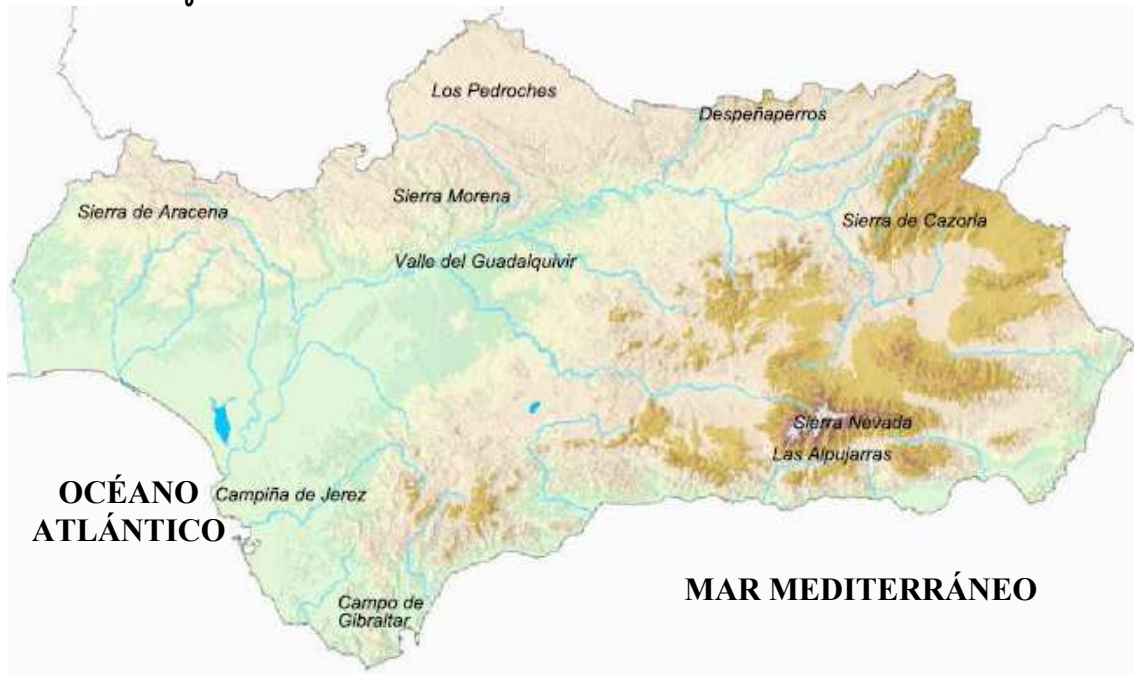 Los Pedroches
Despeñaperros
Sierra Morena
Sierra de Aracena
Sierra de Cazorla
Valle del Guadalquivir
Sierra Nevada
Las Alpujarras
OCÉANO
ATLÁNTICO
Campiña de Jerez
MAR MEDITERRÁNEO
Campo de
Gibraltar